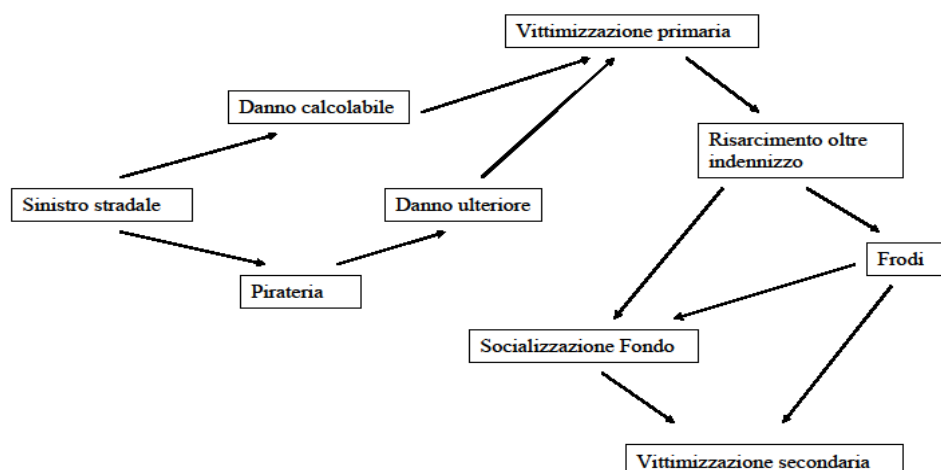 Vittimizzazione primaria
Danno calcolabile
Risarcimento oltre
indennizzo
Sinistro stradale
Danno ulteriore
Frodi
Pirateria
Socializzazione Fondo
Vittimizzazione secondaria